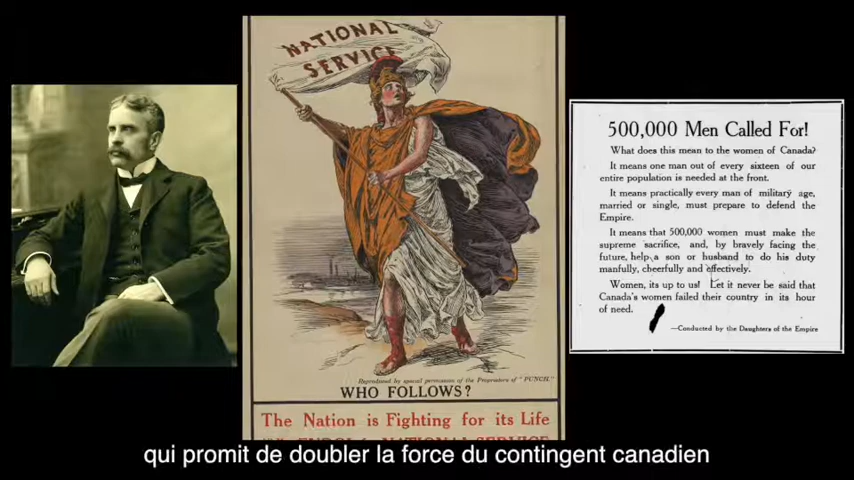 NATIONAL
SERVICE
Reproduced by special permission of the Proprietors of "PUNCH."
WHO FOLLOWS?
The Nation is Fighting for its Life
NATIONAL SERVICE
500,000 Men Called For!
What does this mean to the women of Canada?
It means one man out of every sixteen of our
entire population is needed at the front.
It means practically every man of military age,
married or single, must prepare to defend the
Empire.
It means that 500,000 women must make the
supreme sacrifice, and, by bravely facing the
future, help a son or husband to do his duty
manfully, cheerfully and effectively.
Women, its up to us! Let it never be said that
Canada's women failed their country in its hour
of need.
—Conducted by the Daughters of the Empire
qui promit de doubler la force du contingent canadien